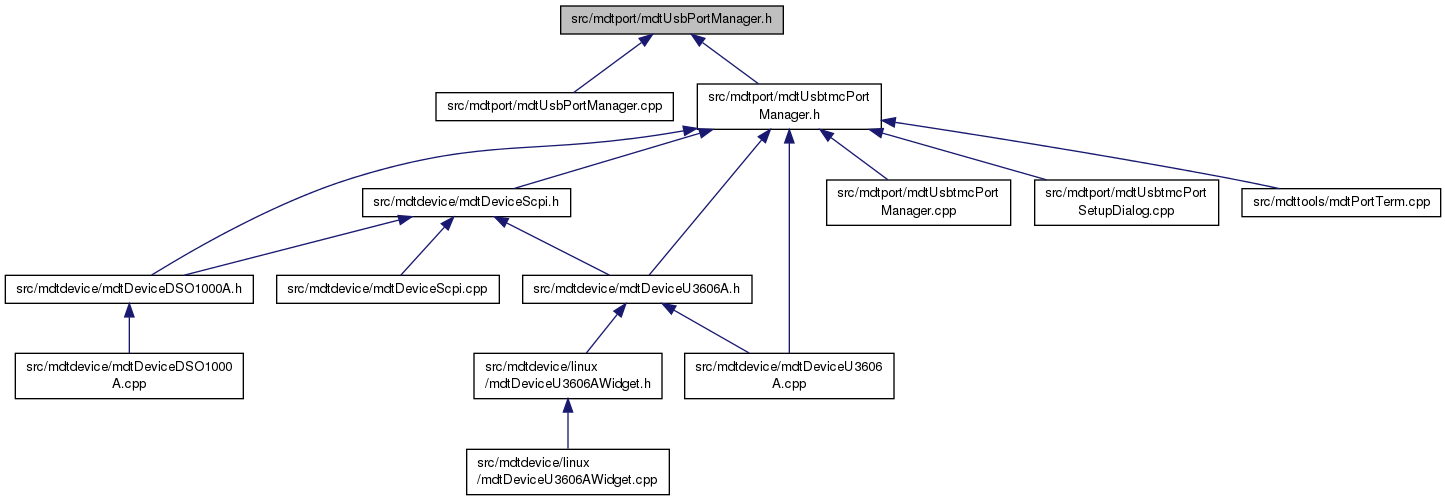 src/mdtport/mdtUsbPortManager.h
src/mdtport/mdtUsbPortManager.cpp
src/mdtport/mdtUsbtmcPort
Manager.h
src/mdtdevice/mdtDeviceScpi.h
src/mdtport/mdtUsbtmcPort
Manager.cpp
src/mdtport/mdtUsbtmcPort
SetupDialog.cpp
src/mdttools/mdtPortTerm.cpp
src/mdtdevice/mdtDeviceDSO1000A.h
src/mdtdevice/mdtDeviceScpi.cpp
src/mdtdevice/mdtDeviceU3606A.h
src/mdtdevice/mdtDeviceDSO1000
A.cpp
src/mdtdevice/linux
/mdtDeviceU3606AWidget.h
src/mdtdevice/mdtDeviceU3606
A.cpp
src/mdtdevice/linux
/mdtDeviceU3606AWidget.cpp